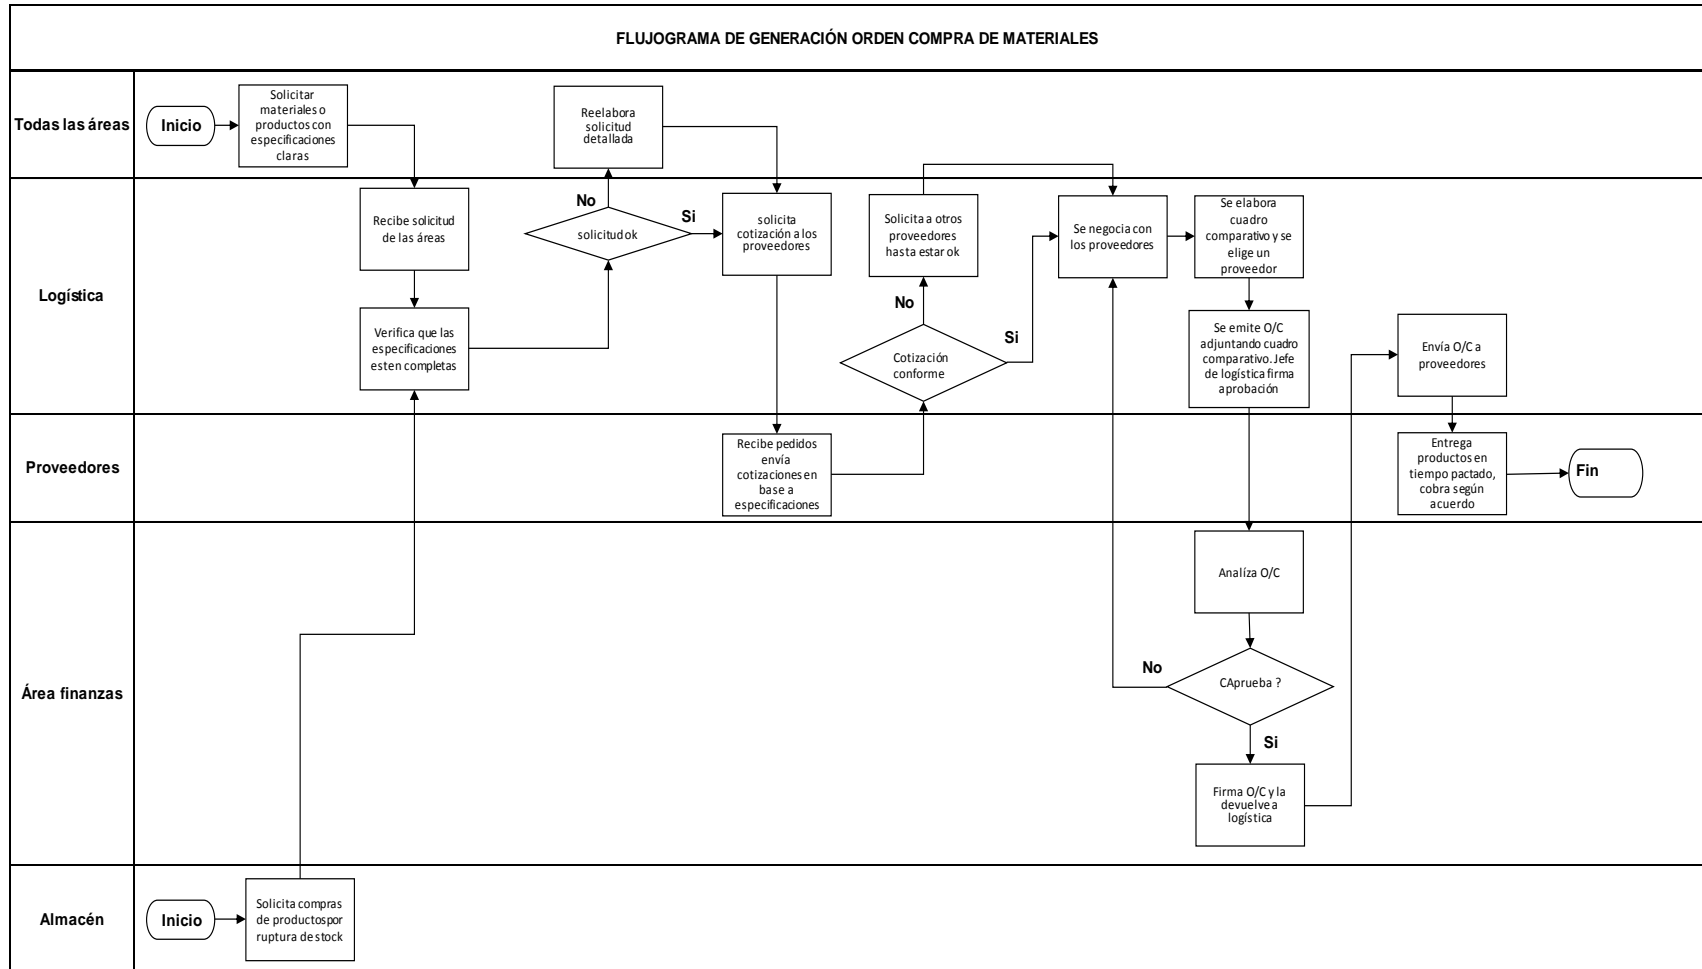 FLUJOGRAMA DE GENERACIÓN ORDEN COMPRA DE MATERIALES
Todas las áreas
Inicio
Solicitar
materiales o
productos con
especificaciones
claras
Reelabora
solicitud
detallada
Logística
Recibe solicitud
de las áreas
Verifica que las
especificaciones
esten completas
No
solicitud ok
Si
solicita
cotización a los
proveedores
Solicita a otros
proveedores
hasta estar ok
No
Cotización
conforme
Si
Se negocia con
los proveedores
Se elabora
cuadro
comparativo y se
elige un
proveedor
Se emite O/C
adjuntando cuadro
comparativo. Jefe
de logística firma
aprobación
Envía O/C a
proveedores
Proveedores
Recibe pedidos
envía
cotizaciones en
base a
especificaciones
Entrega
productos en
tiempo pactado,
cobra según
acuerdo
Fin
Área finanzas
Analíza O/C
No
CAprueba ?
Si
Firma O/C y la
devuelve a
logística
Almacén
Inicio
Solicita compras
de productospor
ruptura de stock